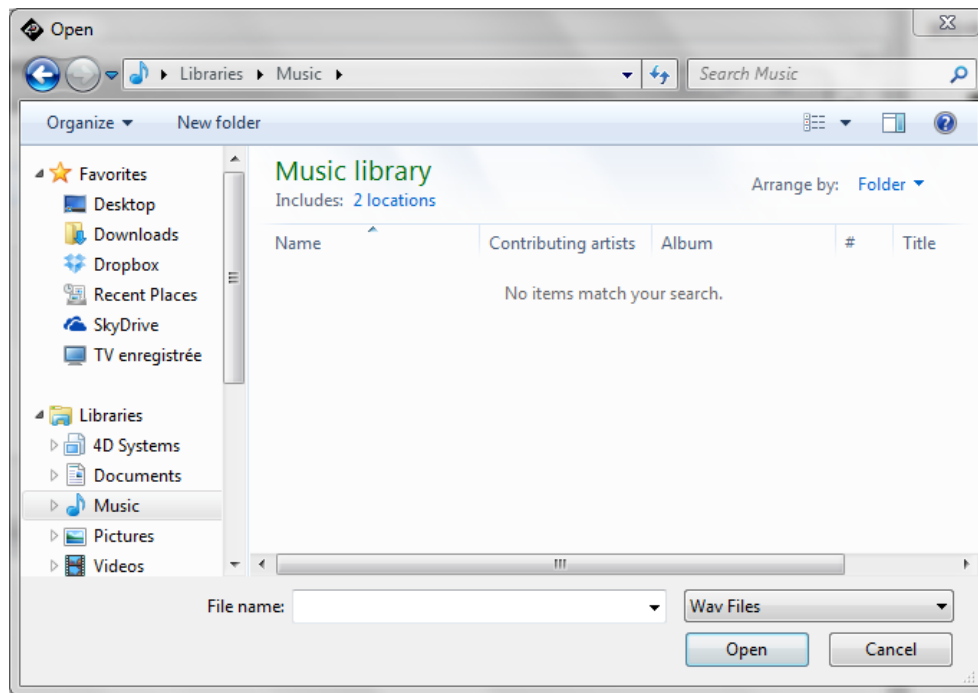 Open
Libraries Music
Search Music
Organize New folder
Favorites
Desktop
Downloads
Dropbox
Recent Places
SkyDrive
TV enregistrée
Libraries
4D Systems
Documents
Music
Pictures
Videos
Music library
Includes: 2 locations
Arrange by: Folder
Name Contributing artists Album # Title
No items match your search.
File name:
Wav Files
Open Cancel